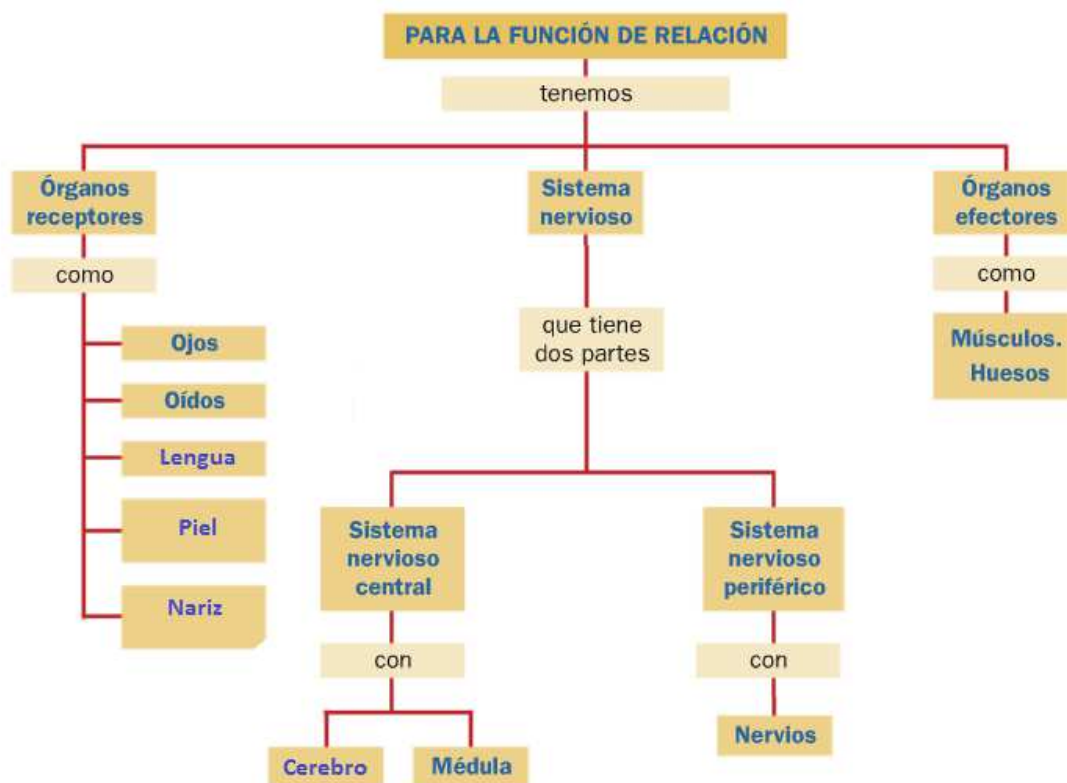 PARA LA FUNCIÓN DE RELACIÓN
tenemos
Órganos
receptores
como
Ojos
Oídos
Lengua
Piel
Nariz
Sistema
nervioso
que tiene
dos partes
Sistema
nervioso
central
con
Cerebro
Médula
Sistema
nervioso
periférico
con
Nervios
Órganos
efectores
como
Músculos.
Huesos